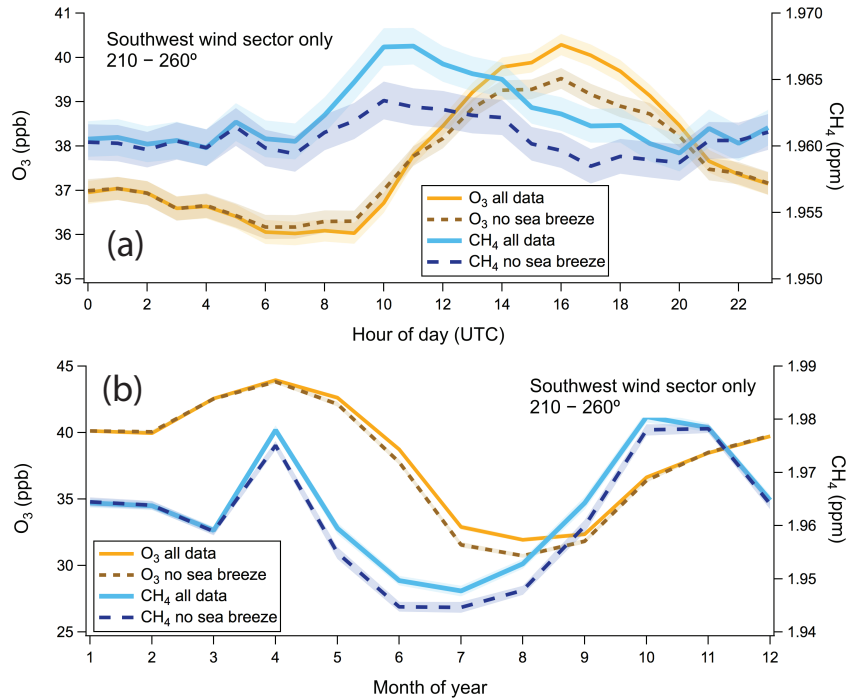 41
40
39
38
37
36
35
O₃ (ppb)
Southwest wind sector only
210 − 260º
1.970
1.965
1.960
1.955
1.950
CH₄ (ppm)
(a)
O₃ all data
O₃ no sea breeze
CH₄ all data
CH₄ no sea breeze
0 2 4 6 8 10 12 14 16 18 20 22
Hour of day (UTC)
45
40
35
30
25
O₃ (ppb)
(b)
Southwest wind sector only
210 − 260º
1.99
1.98
1.97
1.96
1.95
1.94
CH₄ (ppm)
O₃ all data
O₃ no sea breeze
CH₄ all data
CH₄ no sea breeze
1 2 3 4 5 6 7 8 9 10 11 12
Month of year